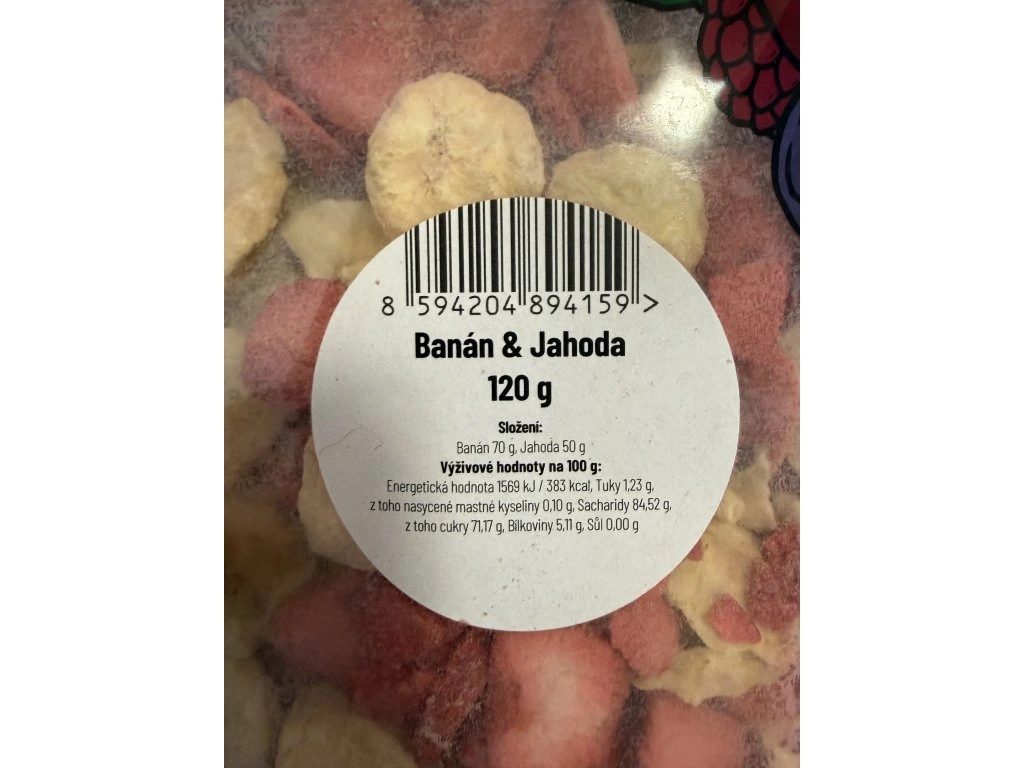 8 594204 894159 >
Banán & Jahoda
120 g
Složení:
Banán 70 g, Jahoda 50 g
Výživové hodnoty na 100 g:
Energetická hodnota 1569 kJ / 383 kcal, Tuky 1,23 g,
z toho nasycené mastné kyseliny 0,10 g, Sacharidy 84,52 g,
z toho cukry 71,17 g, Bílkoviny 5,11 g, Sůl 0,00 g